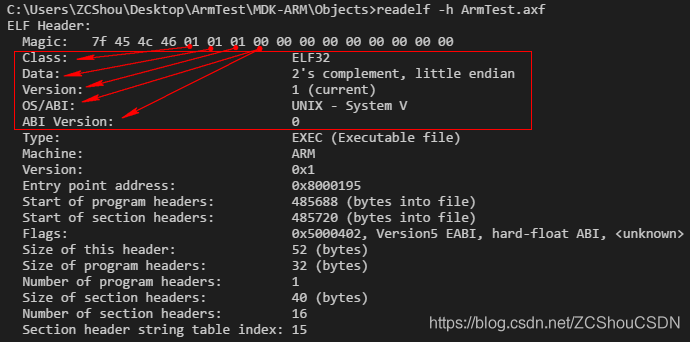 C:\Users\ZCShou\Desktop\ArmTest\MDK-ARM\Objects>readelf -h ArmTest.axf
ELF Header:
Magic: 7f 45 4c 46 01 01 01 00 00 00 00 00 00 00 00 00
Class: ELF32
Data: 2's complement, little endian
Version: 1 (current)
OS/ABI: UNIX - System V
ABI Version: 0
Type: EXEC (Executable file)
Machine: ARM
Version: 0x1
Entry point address: 0x8000195
Start of program headers: 485688 (bytes into file)
Start of section headers: 485720 (bytes into file)
Flags: 0x5000402, Version5 EABI, hard-float ABI, <unknown>
Size of this header: 52 (bytes)
Size of program headers: 32 (bytes)
Number of program headers: 1
Size of section headers: 40 (bytes)
Number of section headers: 16
Section header string table index: 15
https://blog.csdn.net/ZCShouCSDN